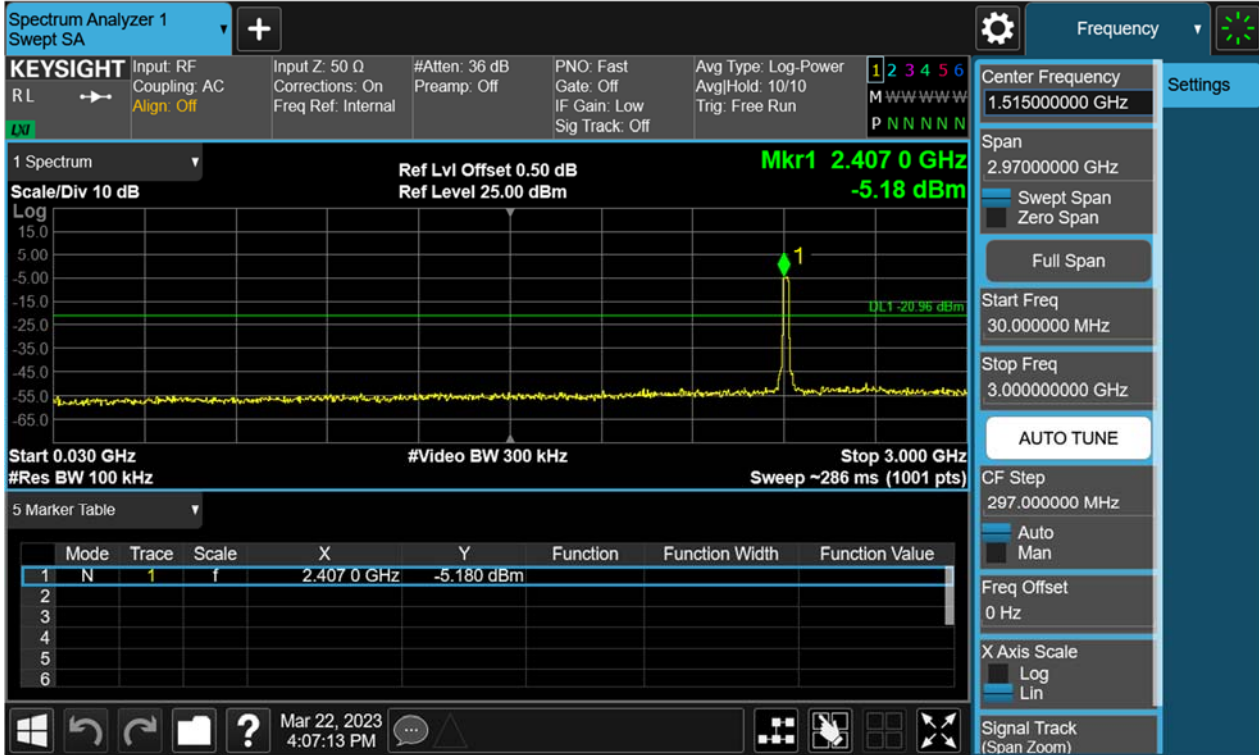 Spectrum Analyzer 1
Swept SA
+
Frequency
KEYSIGHT
RL
LXI
Input: RF
Coupling: AC
Align: Off
Input Z: 50 Ω
Corrections: On
Freq Ref: Internal
#Atten: 36 dB
Preamp: Off
PNO: Fast
Gate: Off
IF Gain: Low
Sig Track: Off
Avg Type: Log-Power
Avg|Hold: 10/10
Trig: Free Run
1 2 3 4 5 6
M W W W W W
P N N N N N
1 Spectrum
Scale/Div 10 dB
Ref Lvl Offset 0.50 dB
Ref Level 25.00 dBm
Mkr1 2.407 0 GHz
-5.18 dBm
Log
15.0
5.00
-5.00
-15.0
-25.0
-35.0
-45.0
-55.0
-65.0
1
DL1 -20.96 dBm
Start 0.030 GHz
#Res BW 100 kHz
#Video BW 300 kHz
Stop 3.000 GHz
Sweep ~286 ms (1001 pts)
5 Marker Table
Mode Trace Scale X Y Function Function Width Function Value
1 N 1 f 2.407 0 GHz -5.180 dBm
2
3
4
5
6
?
Mar 22, 2023
4:07:13 PM
Center Frequency
1.515000000 GHz
Span
2.97000000 GHz
Swept Span
Zero Span
Full Span
Start Freq
30.000000 MHz
Stop Freq
3.000000000 GHz
AUTO TUNE
CF Step
297.000000 MHz
Auto
Man
Freq Offset
0 Hz
X Axis Scale
Log
Lin
Signal Track
(Span Zoom)
Settings